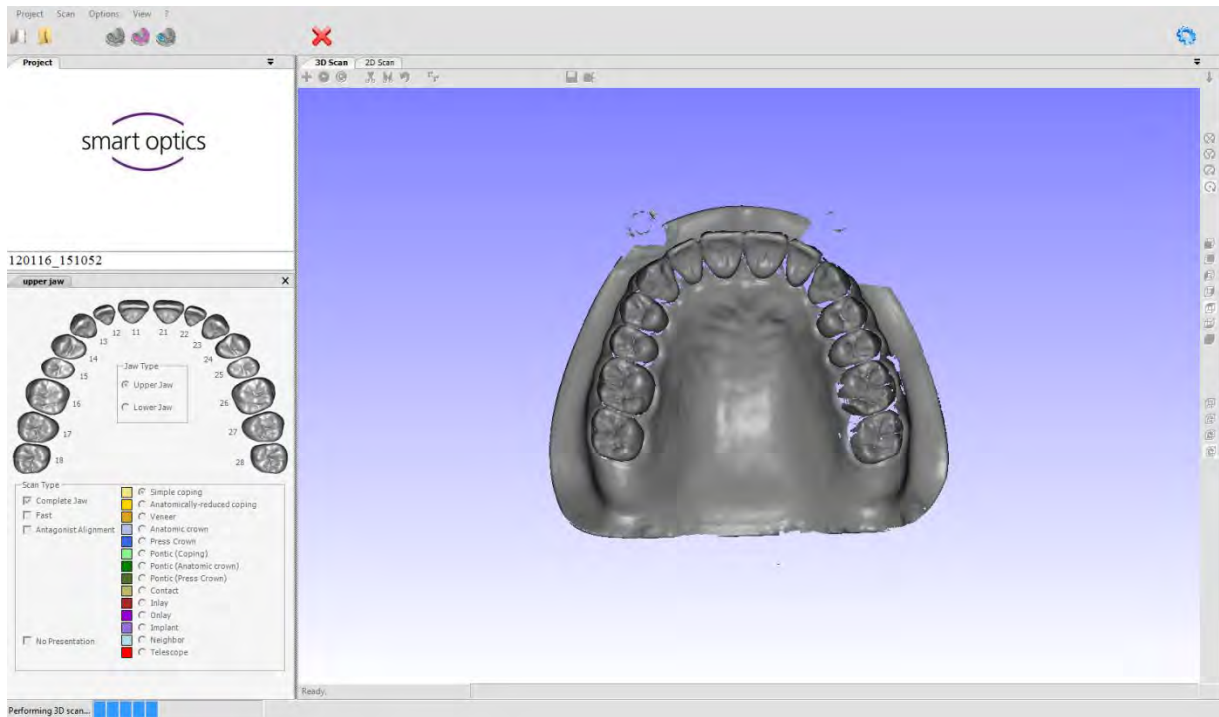 Project Scan Options View ?
Project
3D Scan 2D Scan
smart optics
120116_151052
upper jaw X
12 11 21 22
13 23
14 24
15 25
16 26
17 27
18 28
Jaw Type
Upper Jaw
Lower Jaw
Scan Type
Complete Jaw
Fast
Antagonist Alignment
No Presentation
Simple coping
Anatomically-reduced coping
Veneer
Anatomic crown
Press Crown
Pontic (Coping)
Pontic (Anatomic crown)
Pontic (Press Crown)
Contact
Inlay
Onlay
Implant
Neighbor
Telescope
Ready.
Performing 3D scan...